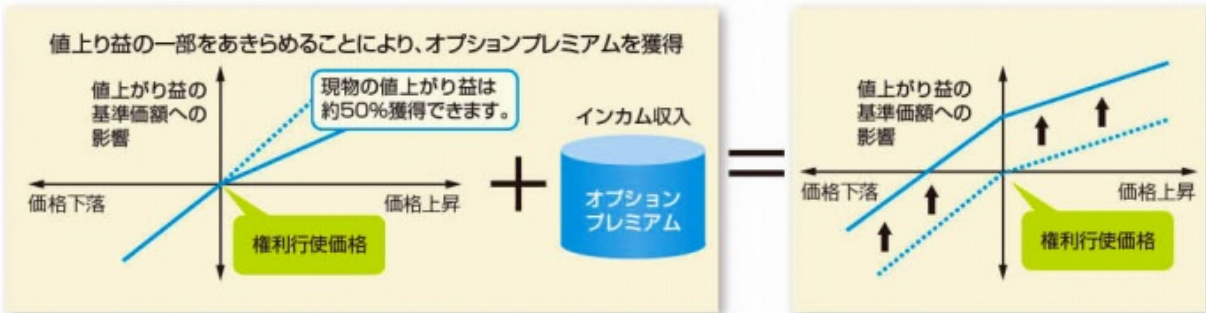 値上り益の一部をあきらめることにより、オプションプレミアムを獲得
値上がり益の
基準価額への
影響
現物の値上がり益は
約50%獲得できます。
価格下落
価格上昇
権利行使価格
インカム収入
オプション
プレミアム
値上がり益の
基準価額への
影響
価格下落
価格上昇
権利行使価格